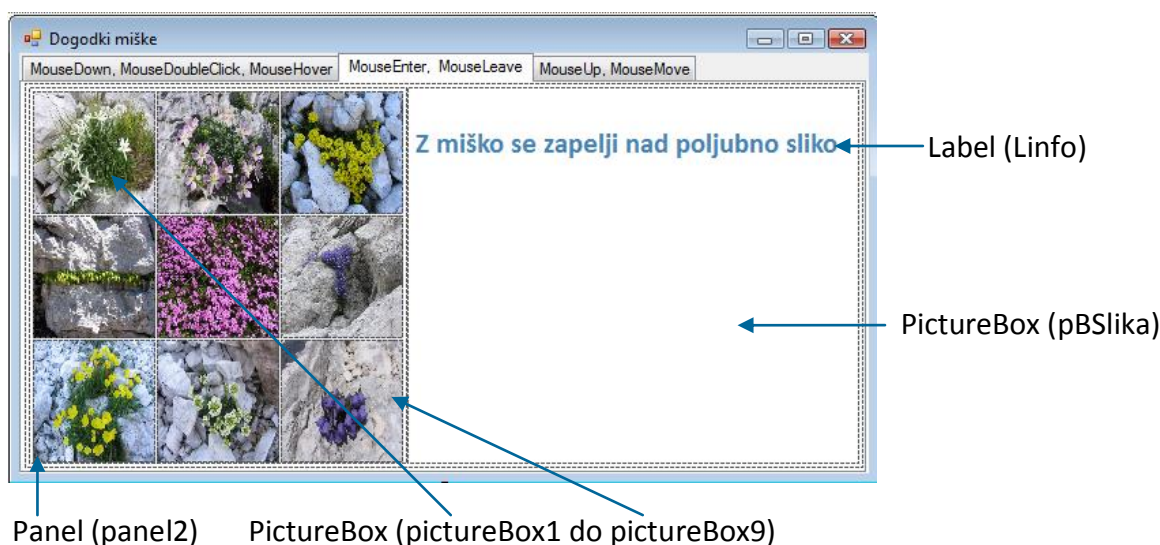 Dogodki miške
MouseDown, MouseDoubleClick, MouseHover MouseEnter, MouseLeave MouseUp, MouseMove
Z miško se zapelji nad poljubno sliko
Label (Linfo)
PictureBox (pBSlika)
Panel (panel2) PictureBox (pictureBox1 do pictureBox9)